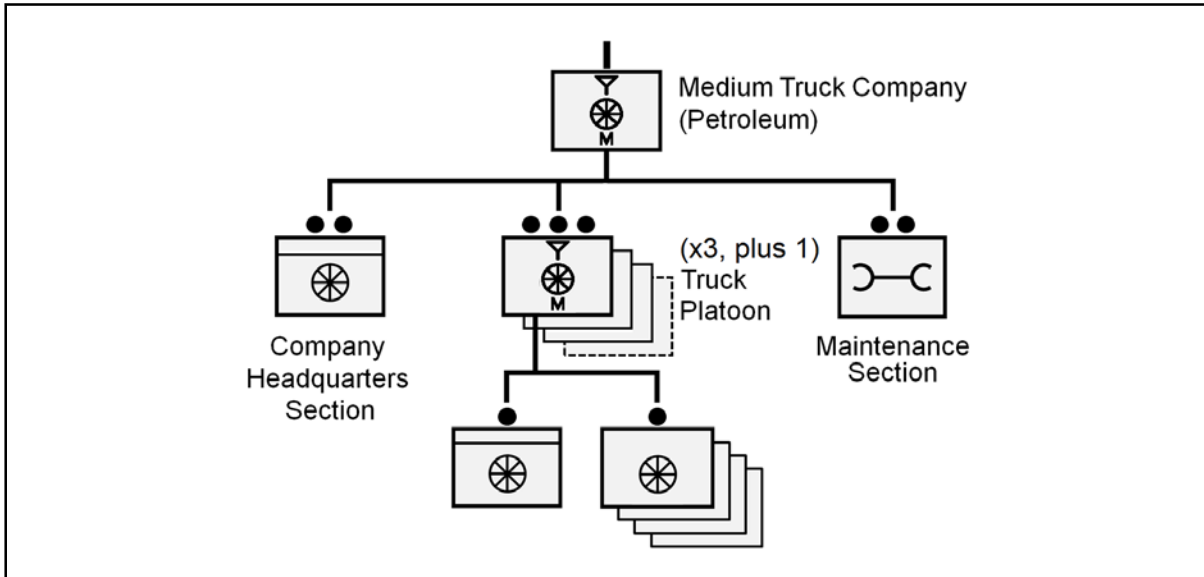 Medium Truck Company
(Petroleum)
M
(x3, plus 1)
Truck
Platoon
M
Company
Headquarters
Section
Maintenance
Section